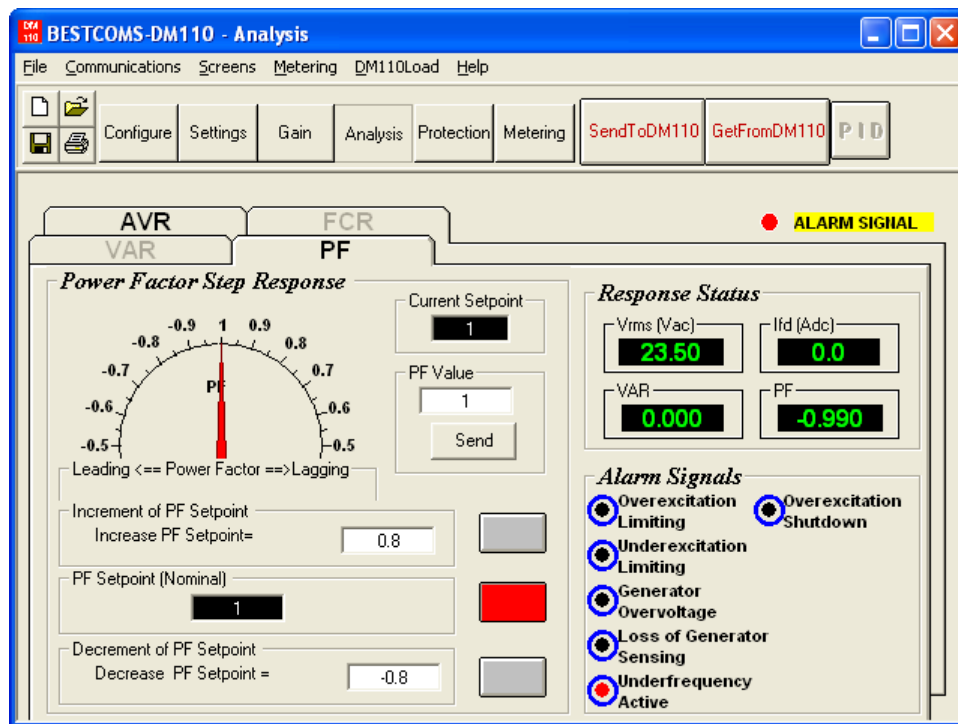 DM
110
BESTCOMS-DM110 - Analysis
File Communications Screens Metering DM110Load Help
Configure Settings Gain Analysis Protection Metering SendToDM110 GetFromDM110 PID
AVR FCR
ALARM SIGNAL
VAR PF
Power Factor Step Response
-0.9 1 0.9
-0.8 0.8
-0.7 0.7
-0.6 0.6
-0.5 0.5
PF
Leading <== Power Factor ==>Lagging
Current Setpoint
1
PF Value
1
Send
Increment of PF Setpoint
Increase PF Setpoint= 0.8
PF Setpoint (Nominal)
1
Decrement of PF Setpoint
Decrease PF Setpoint = -0.8
Response Status
Vrms (Vac) Ifd (Adc)
23.50 0.0
VAR PF
0.000 -0.990
Alarm Signals
Overexcitation
Limiting
Overexcitation
Shutdown
Underexcitation
Limiting
Generator
Overvoltage
Loss of Generator
Sensing
Underfrequency
Active